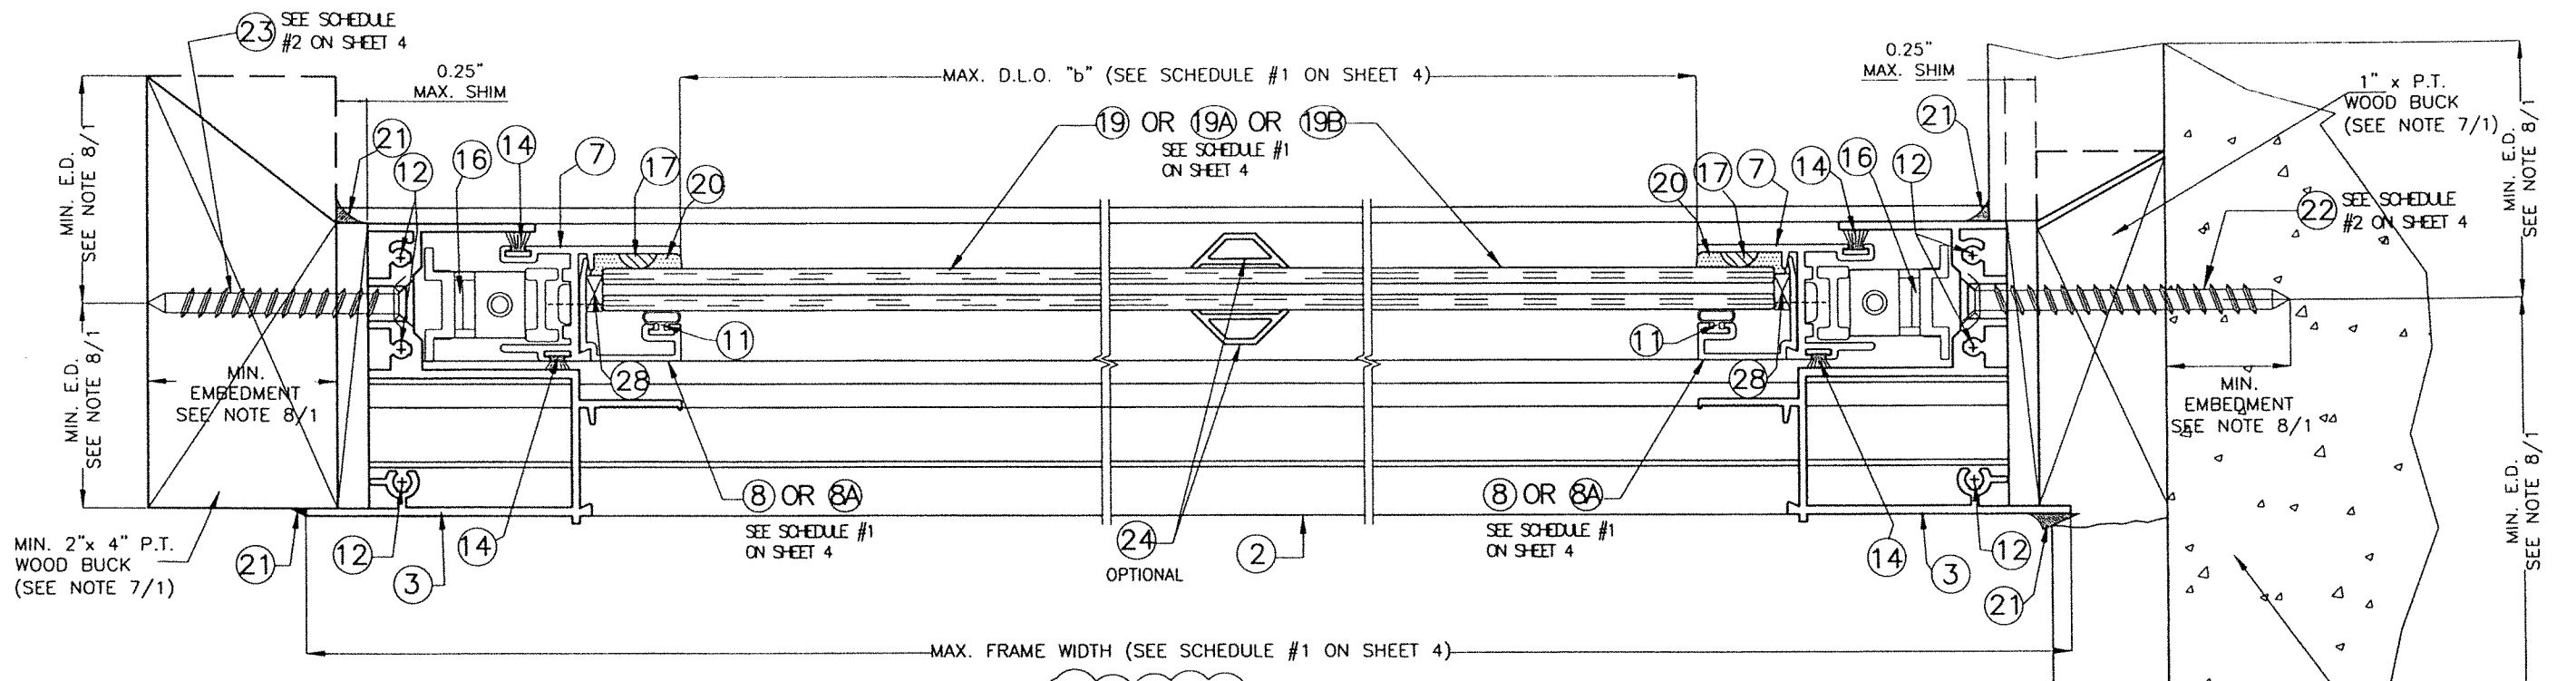 23 SEE SCHEDULE
#2 ON SHEET 4
0.25"
MAX. SHIM
MAX. D.L.O. "b" (SEE SCHEDULE #1 ON SHEET 4)
0.25"
MAX. SHIM
1" x P.T.
WOOD BUCK
(SEE NOTE 7/1)
19 OR 19A OR 19B
SEE SCHEDULE #1
ON SHEET 4
MIN. E.D.
SEE NOTE 8/1
21
12
16
14
7
17
20
20
17
7
14
16
12
21
22 SEE SCHEDULE
#2 ON SHEET 4
MIN. E.D.
SEE NOTE 8/1
11
28
11
28
MIN.
EMBEDMENT
SEE NOTE 8/1
MIN.
EMBEDMENT
SEE NOTE 8/1
MIN. E.D.
SEE NOTE 8/1
MIN. E.D.
SEE NOTE 8/1
8 OR 8A
SEE SCHEDULE #1
ON SHEET 4
8 OR 8A
SEE SCHEDULE #1
ON SHEET 4
MIN. 2"x 4" P.T.
WOOD BUCK
(SEE NOTE 7/1)
21
12
3
14
24
OPTIONAL
2
14
3
12
21
MAX. FRAME WIDTH (SEE SCHEDULE #1 ON SHEET 4)